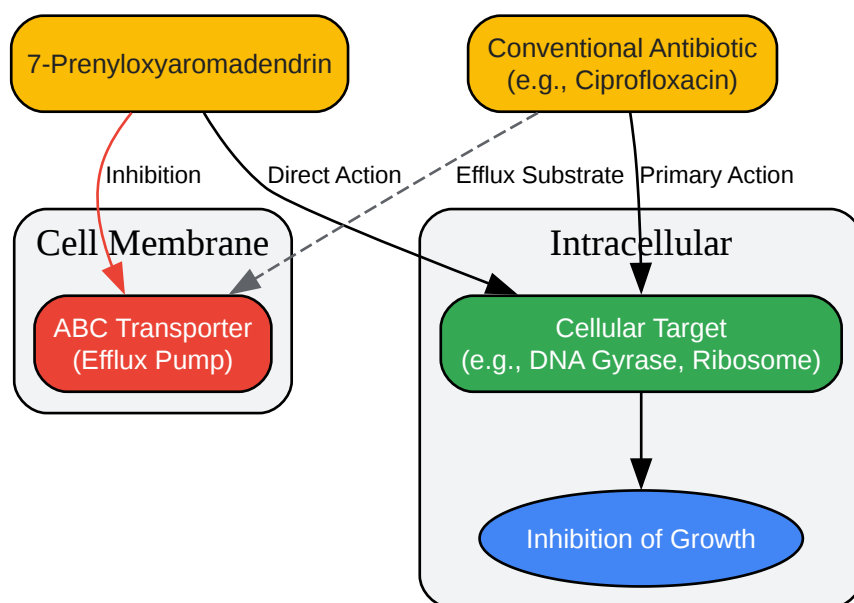 7-Prenyloxyaromadendrin
Conventional Antibiotic
(e.g., Ciprofloxacin)
Inhibition
Direct Action
Efflux Substrate
Primary Action
Cell Membrane
Intracellular
ABC Transporter
(Efflux Pump)
Cellular Target
(e.g., DNA Gyrase, Ribosome)
Inhibition of Growth